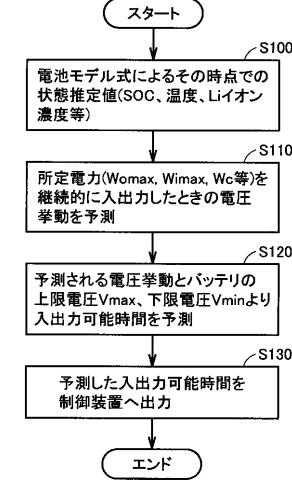 スタート
S100
電池モデル式によるその時点での
状態推定値(SOC、温度、Liイオン
濃度等)
S110
所定電力(Womax, Wimax, Wc等)を
継続的に入出力したときの電圧
挙動を予測
S120
予測される電圧挙動とバッテリの
上限電圧Vmax、下限電圧Vminより
入出力可能時間を予測
S130
予測した入出力可能時間を
制御装置へ出力
エンド